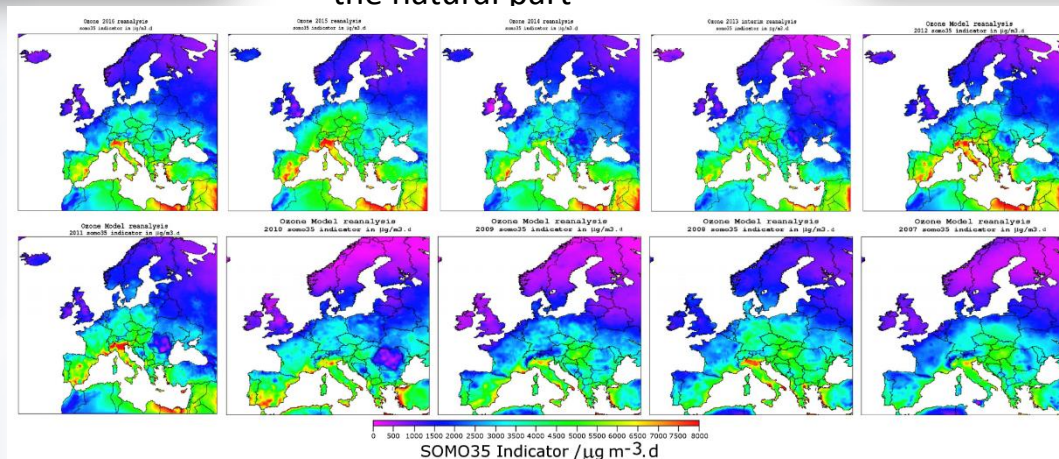 the natural part
Ozone 2016 reanalysis
somo35 indicator in µg/m3.d
Ozone 2015 reanalysis
somo35 indicator in µg/m3.d
Ozone 2014 reanalysis
somo35 indicator in µg/m3.d
Ozone 2013 interim reanalysis
somo35 indicator in µg/m3.d
Ozone Model reanalysis
2012 somo35 indicator in µg/m3.d
Ozone Model reanalysis
2011 somo35 indicator in µg/m3.d
Ozone Model reanalysis
2010 somo35 indicator in µg/m3.d
Ozone Model reanalysis
2009 somo35 indicator in µg/m3.d
Ozone Model reanalysis
2008 somo35 indicator in µg/m3.d
Ozone Model reanalysis
2007 somo35 indicator in µg/m3.d
0 500 1000 1500 2000 2500 3000 3500 4000 4500 5000 5500 6000 6500 7000 7500 8000
SOMO35 Indicator /µg m⁻³.d